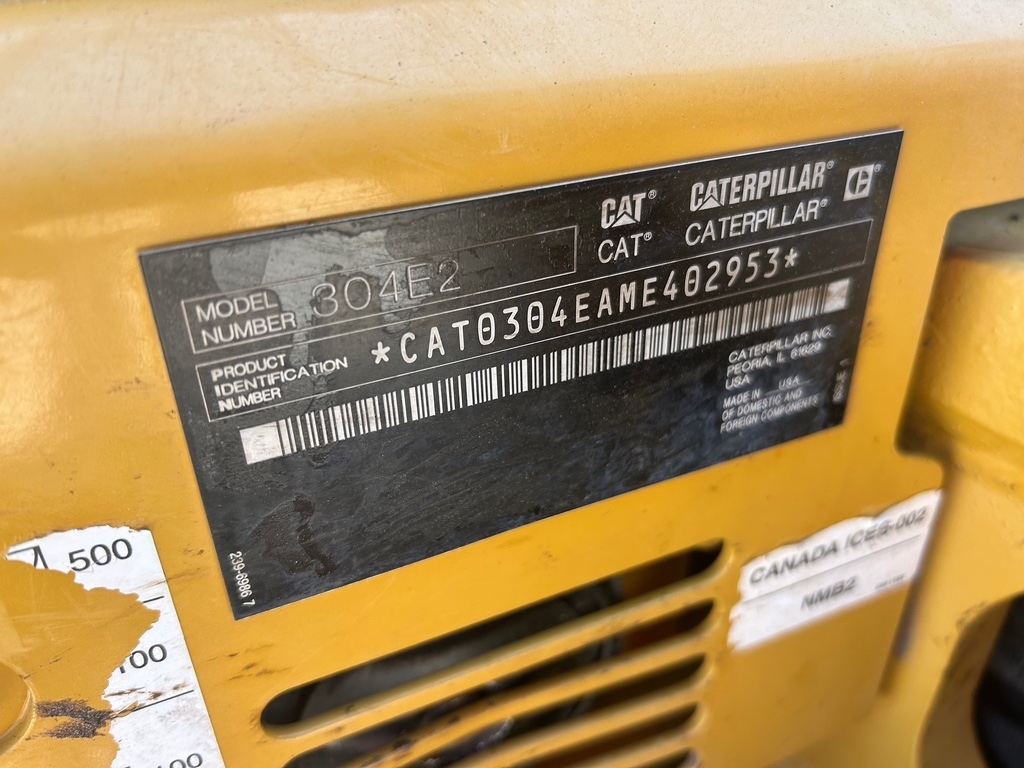 CAT® CATERPILLAR® C®
CAT® CATERPILLAR®
MODEL NUMBER 304E2
PRODUCT IDENTIFICATION NUMBER *CAT0304EAME402953*
CATERPILLAR INC.
PEORIA, IL 61629
USA
MADE IN USA
OF DOMESTIC AND
FOREIGN COMPONENTS
239-6986 7
500
400
CANADA ICES-002
NMB2